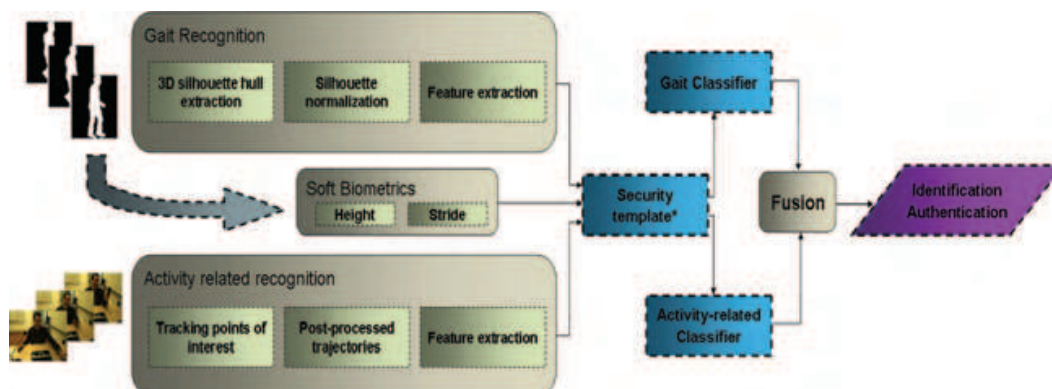 Gait Recognition
3D silhouette hull
extraction
Silhouette
normalization
Feature extraction
Soft Biometrics
Height
Stride
Activity related recognition
Tracking points of
interest
Post-processed
trajectories
Feature extraction
Security
template*
Gait Classifier
Activity-related
Classifier
Fusion
Identification
Authentication